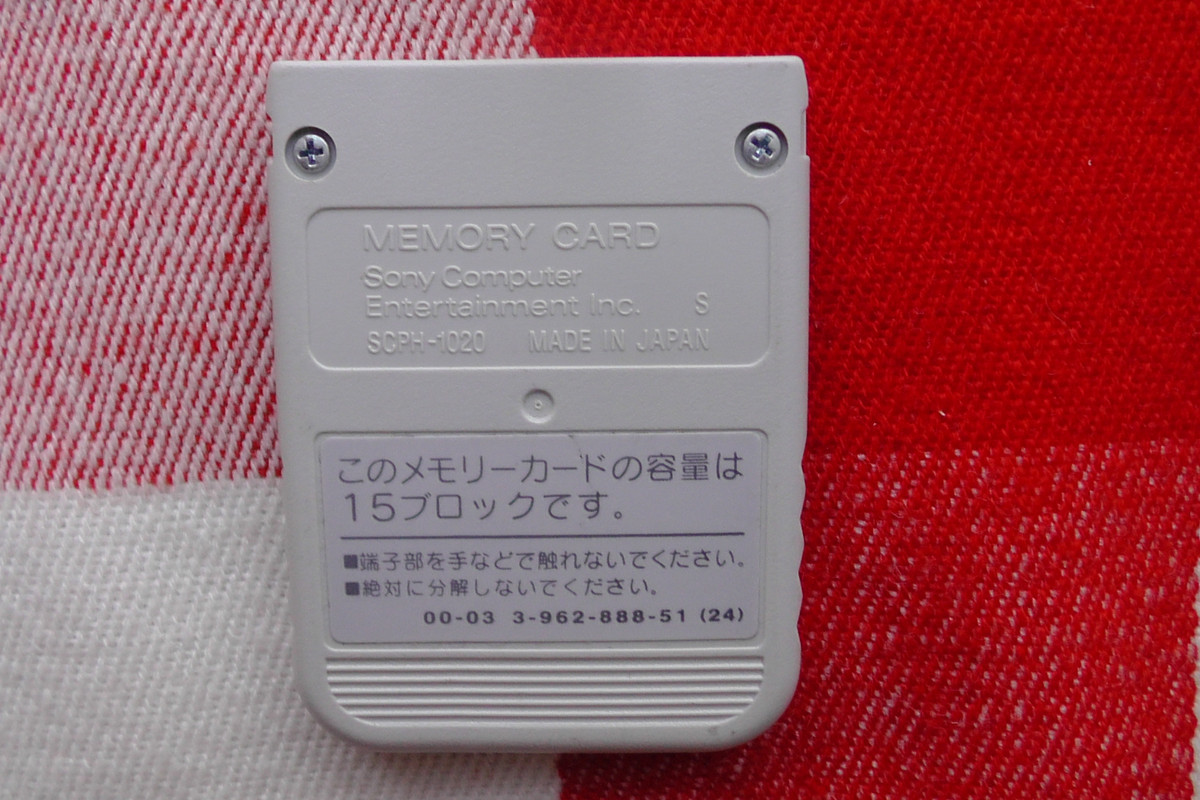 MEMORY CARD
Sony Computer
Entertainment Inc. S
SCPH-1020 MADE IN JAPAN
このメモリーカードの容量は
15ブロックです。
■端子部を手などで触れないでください。
■絶対に分解しないでください。
00-03 3-962-888-51 (24)